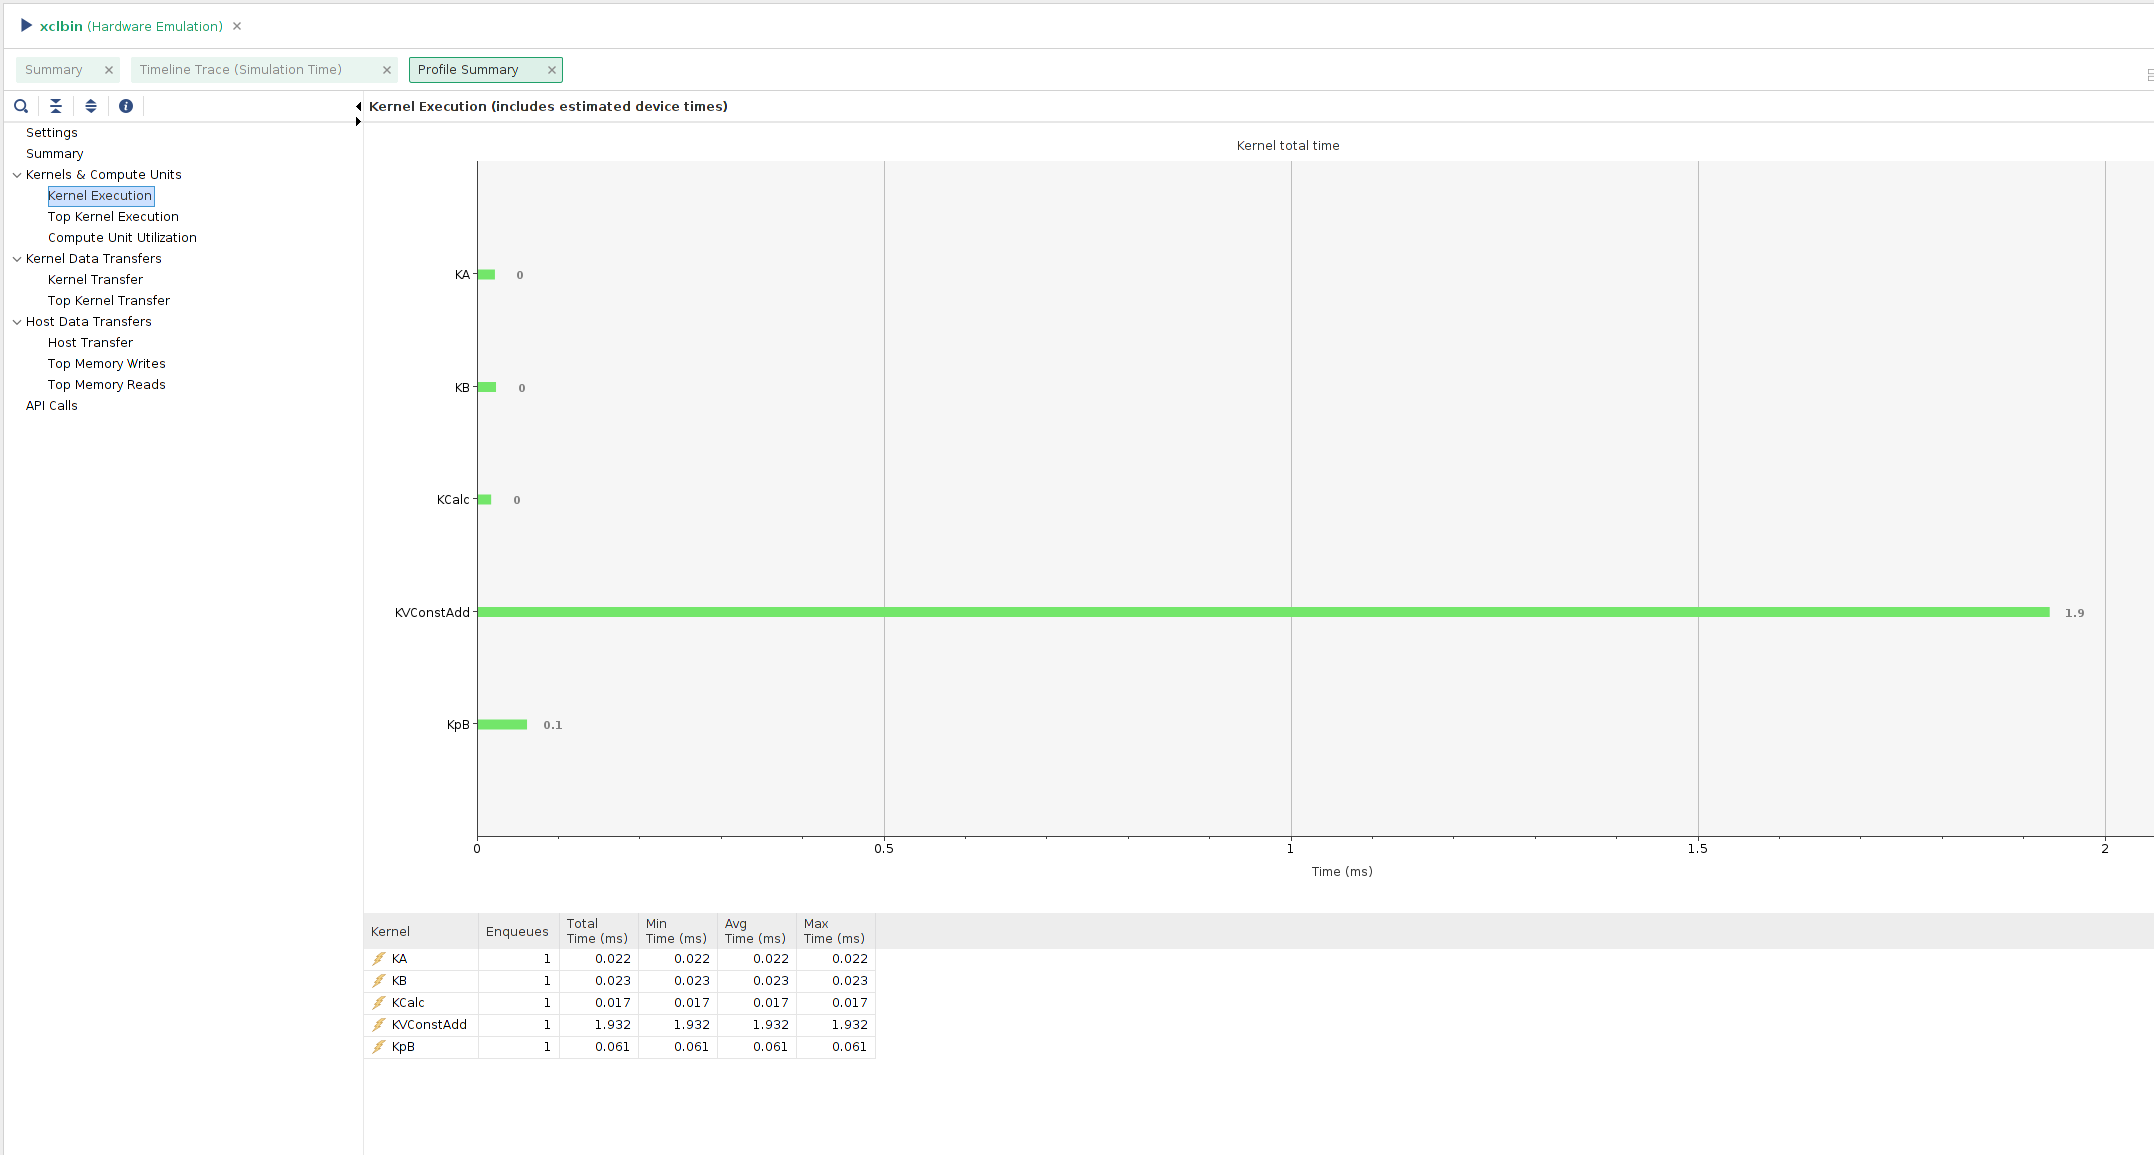 xclbin (Hardware Emulation)
Summary
Timeline Trace (Simulation Time)
Profile Summary
Settings
Summary
Kernels & Compute Units
Kernel Execution
Top Kernel Execution
Compute Unit Utilization
Kernel Data Transfers
Kernel Transfer
Top Kernel Transfer
Host Data Transfers
Host Transfer
Top Memory Writes
Top Memory Reads
API Calls
Kernel Execution (includes estimated device times)
Kernel total time
KA 0
KB 0
KCalc 0
KVConstAdd 1.9
KpB 0.1
0 0.5 1 1.5 2
Time (ms)
Kernel Enqueues Total Time (ms) Min Time (ms) Avg Time (ms) Max Time (ms)
KA 1 0.022 0.022 0.022 0.022
KB 1 0.023 0.023 0.023 0.023
KCalc 1 0.017 0.017 0.017 0.017
KVConstAdd 1 1.932 1.932 1.932 1.932
KpB 1 0.061 0.061 0.061 0.061